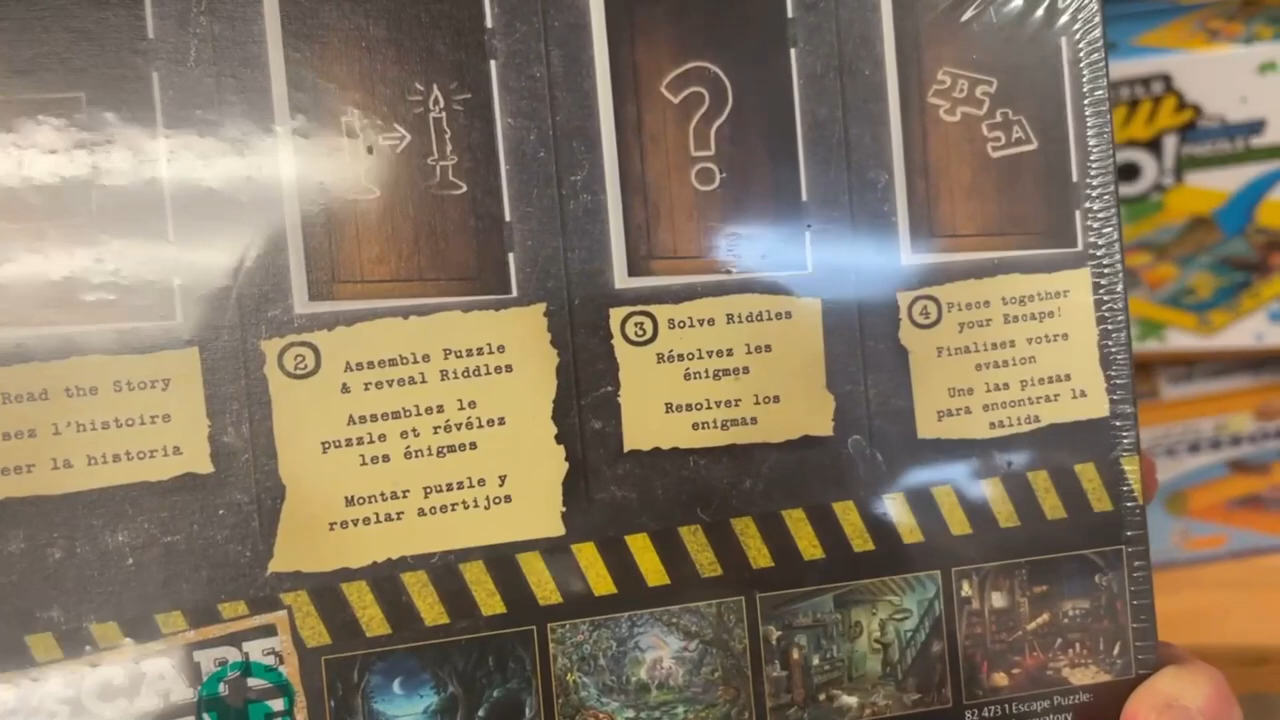 D
A
Read the Story
sez l'histoire
eer la historia
2
Assemble Puzzle
& reveal Riddles
Assemblez le
puzzle et révélez
les énigmes
Montar puzzle y
revelar acertijos
3 Solve Riddles
Résolvez les
énigmes
Resolver los
enigmas
4 Piece together
your Escape!
Finalisez votre
evasion
Une las piezas
para encontrar la
salida
SCAPE
82 473 1 Escape Puzzle:
O!